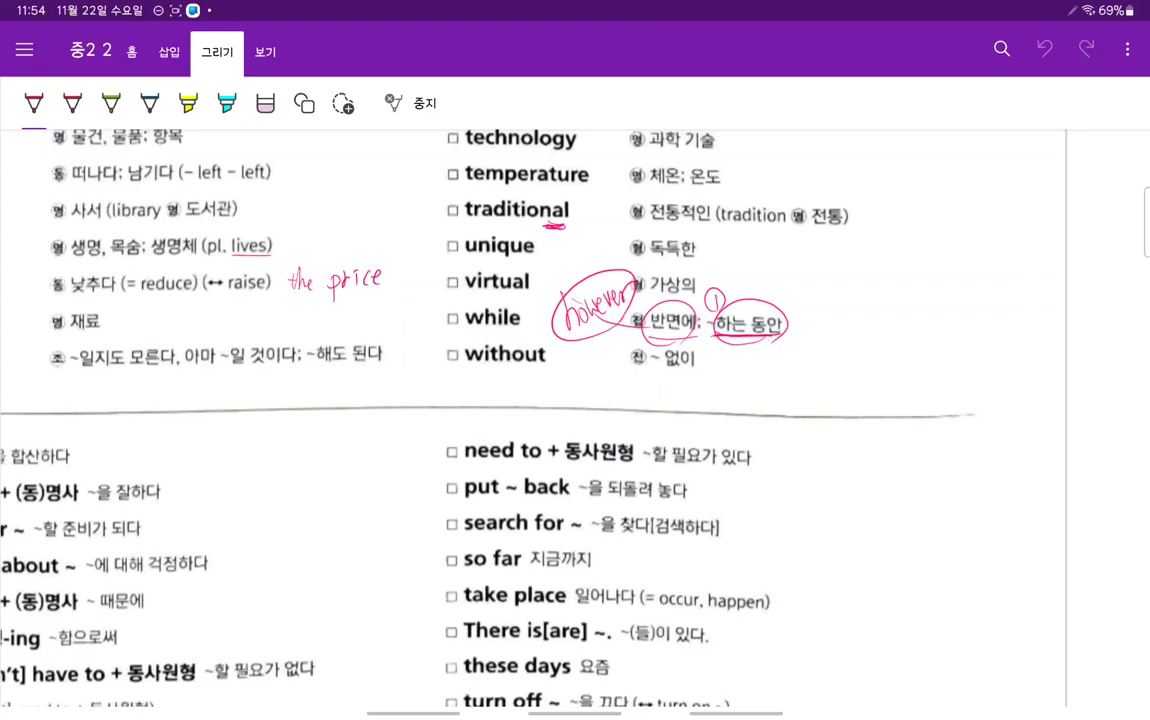 11:54 11월 22일 수요일 69%
중2 2 홈 삽입 그리기 보기
중지
명 물건, 물품; 항목
동 떠나다; 남기다 (- left - left)
명 사서 (library 명 도서관)
명 생명, 목숨; 생명체 (pl. lives)
동 낮추다 (= reduce) (↔ raise) the price
명 재료
조 ~일지도 모른다, 아마 ~일 것이다; ~해도 된다
technology 명 과학 기술
temperature 명 체온; 온도
traditional 형 전통적인 (tradition 명 전통)
unique 형 독특한
virtual 형 가상의
while 접 반면에; ~하는 동안
however ①
without 전 ~ 없이
을 합산하다
+ (동)명사 ~을 잘하다
r ~ ~할 준비가 되다
about ~ ~에 대해 걱정하다
+ (동)명사 ~ 때문에
-ing ~함으로써
n't] have to + 동사원형 ~할 필요가 없다
need to + 동사원형 ~할 필요가 있다
put ~ back ~을 되돌려 놓다
search for ~ ~을 찾다[검색하다]
so far 지금까지
take place 일어나다 (= occur, happen)
There is[are] ~. ~(들)이 있다.
these days 요즘
turn off ~ ~을 끄다 (↔ turn on ~)